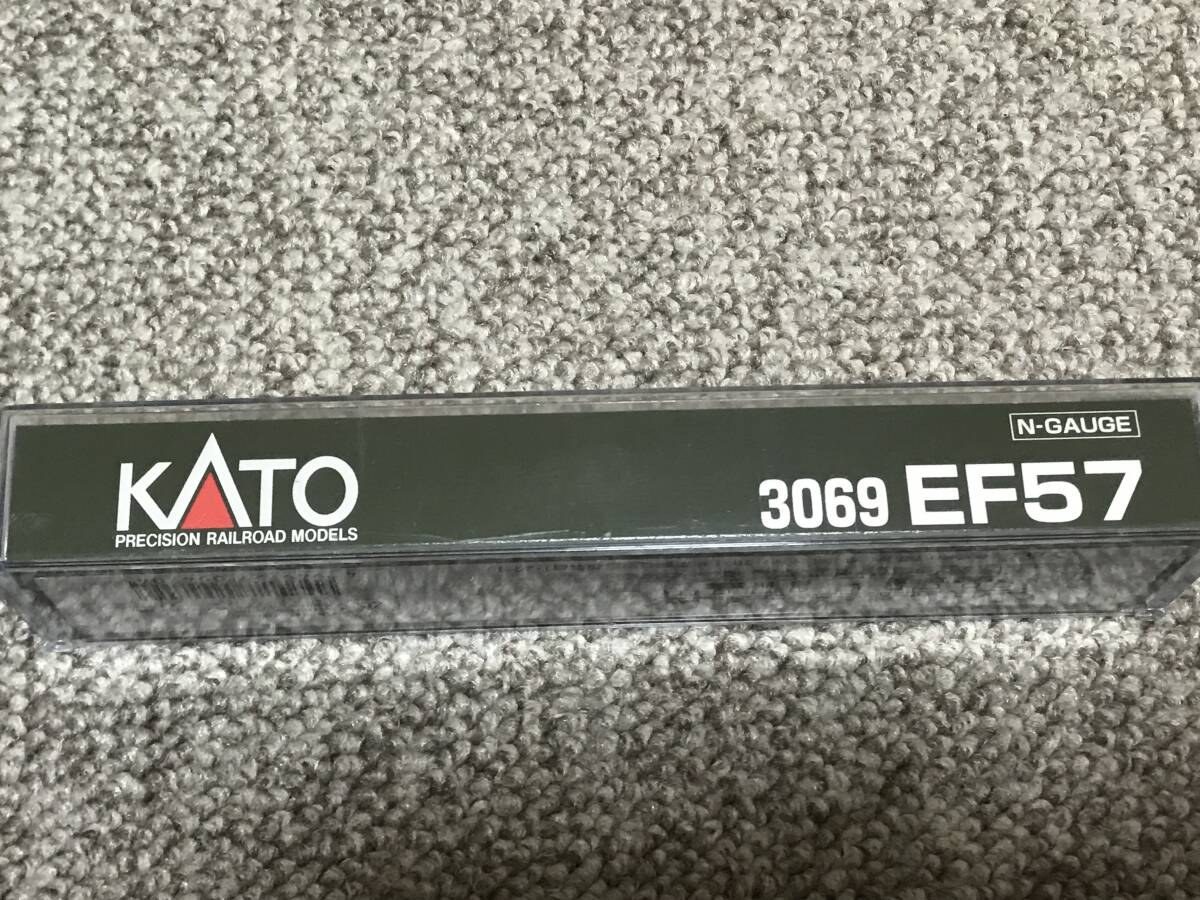 KATO
PRECISION RAILROAD MODELS
N-GAUGE
3069 EF57